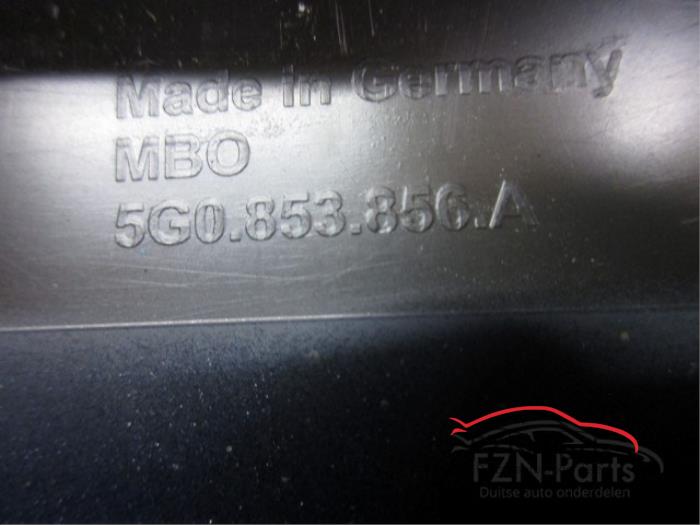 Made in Germany
MBO
5G0.853.856.A
FZN-Parts
Duitse auto onderdelen